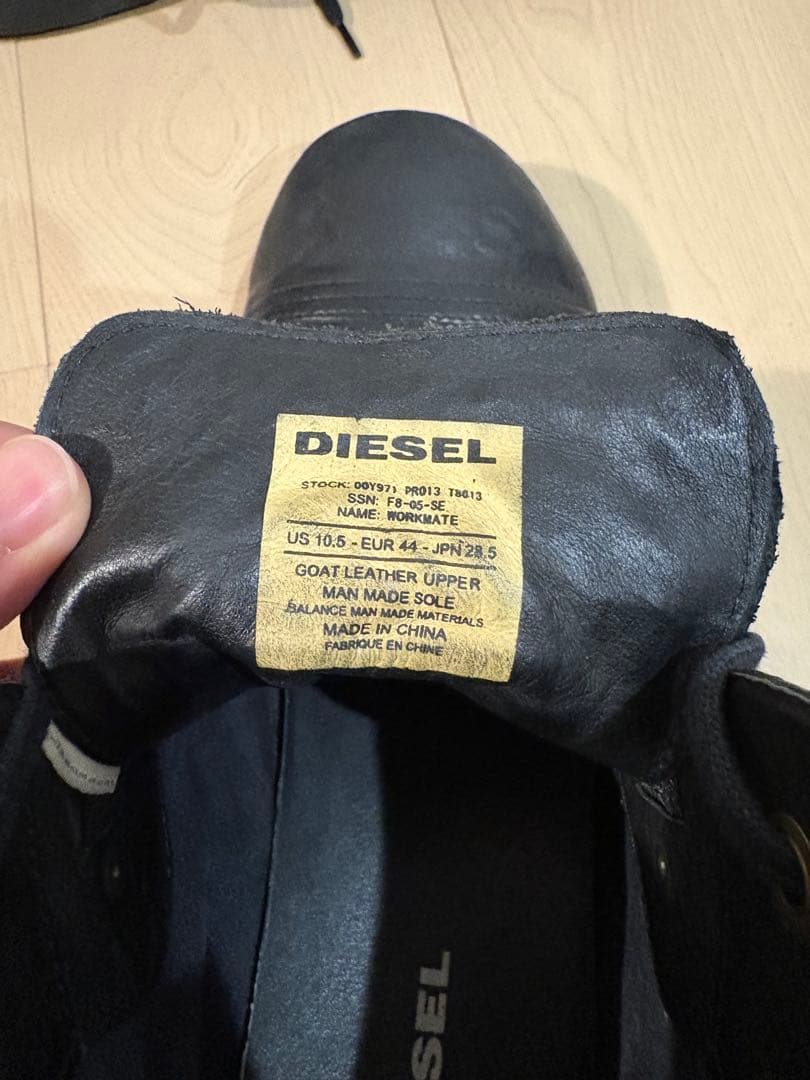 DIESEL
STOCK: 00Y971 PR013 T8013
SSN: F8-05-SE
NAME: WORKMATE
US 10.5 - EUR 44 - JPN 28.5
GOAT LEATHER UPPER
MAN MADE SOLE
BALANCE MAN MADE MATERIALS
MADE IN CHINA
FABRIQUE EN CHINE
SEL